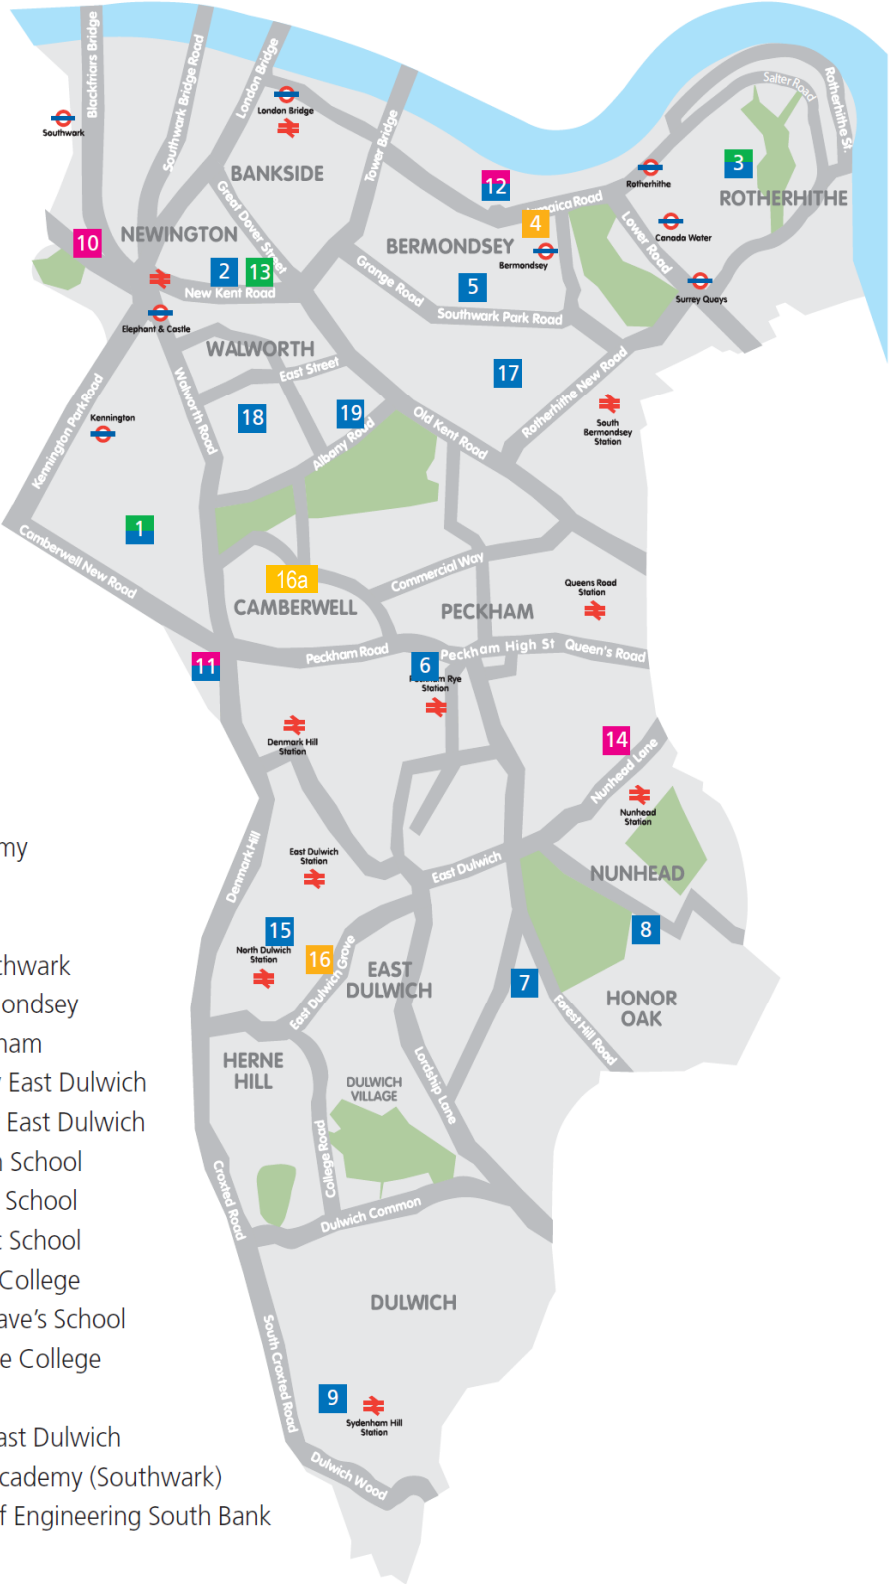 Blackfriars Bridge
Southwark Bridge Road
London Bridge
Tower Bridge
Salter Road
Rotherhithe St.
London Bridge
Southwark
BANKSIDE
12
Rotherhithe
3
ROTHERHITHE
Jamaica Road
Great Dover Street
10
NEWINGTON
4
BERMONDSEY
Bermondsey
Lower Road
Canada Water
2
13
New Kent Road
Grange Road
5
Surrey Quays
Southwark Park Road
Elephant & Castle
WALWORTH
East Street
17
Rotherhithe New Road
Kennington Park Road
Walworth Road
Kennington
18
19
Albany Road
Old Kent Road
South
Bermondsey
Station
1
Camberwell New Road
16a
CAMBERWELL
Commercial Way
PECKHAM
Queens Road
Station
11
Peckham Road
6
Peckham High St
Queen's Road
Rye
Station
Denmark Hill
Station
14
Nunhead Lane
Nunhead
Station
my
Denmark Hill
East Dulwich
Station
East Dulwich
NUNHEAD
15
North Dulwich
Station
16
East Dulwich Grove
8
EAST
DULWICH
7
HONOR
OAK
Forest Hill Road
thwark
ondsey
ham
HERNE
HILL
DULWICH
VILLAGE
Lordship Lane
East Dulwich
East Dulwich
School
School
School
College
ave's School
e College
College Road
Croxted Road
Dulwich Common
DULWICH
South Croxted Road
9
Sydenham Hill
Station
ast Dulwich
cademy (Southwark)
f Engineering South Bank
Dulwich Wood